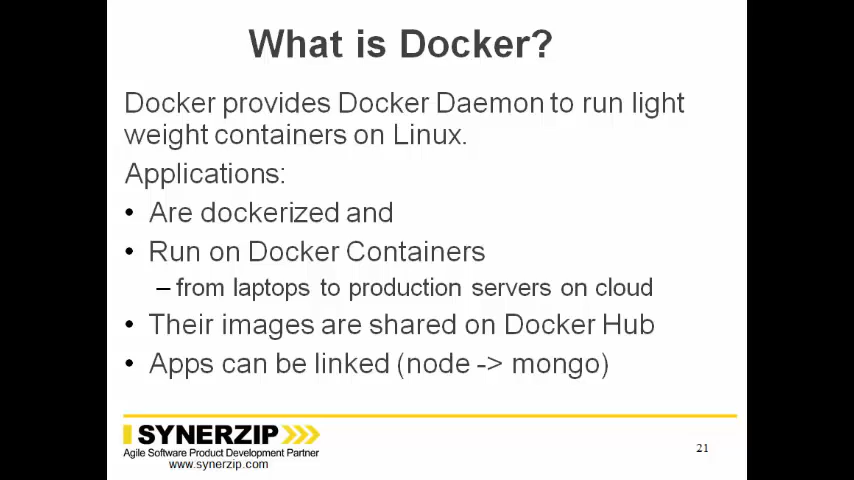 What is Docker?
Docker provides Docker Daemon to run light
weight containers on Linux.
Applications:
• Are dockerized and
• Run on Docker Containers
– from laptops to production servers on cloud
• Their images are shared on Docker Hub
• Apps can be linked (node -> mongo)
SYNERZIP
Agile Software Product Development Partner
www.synerzip.com
21